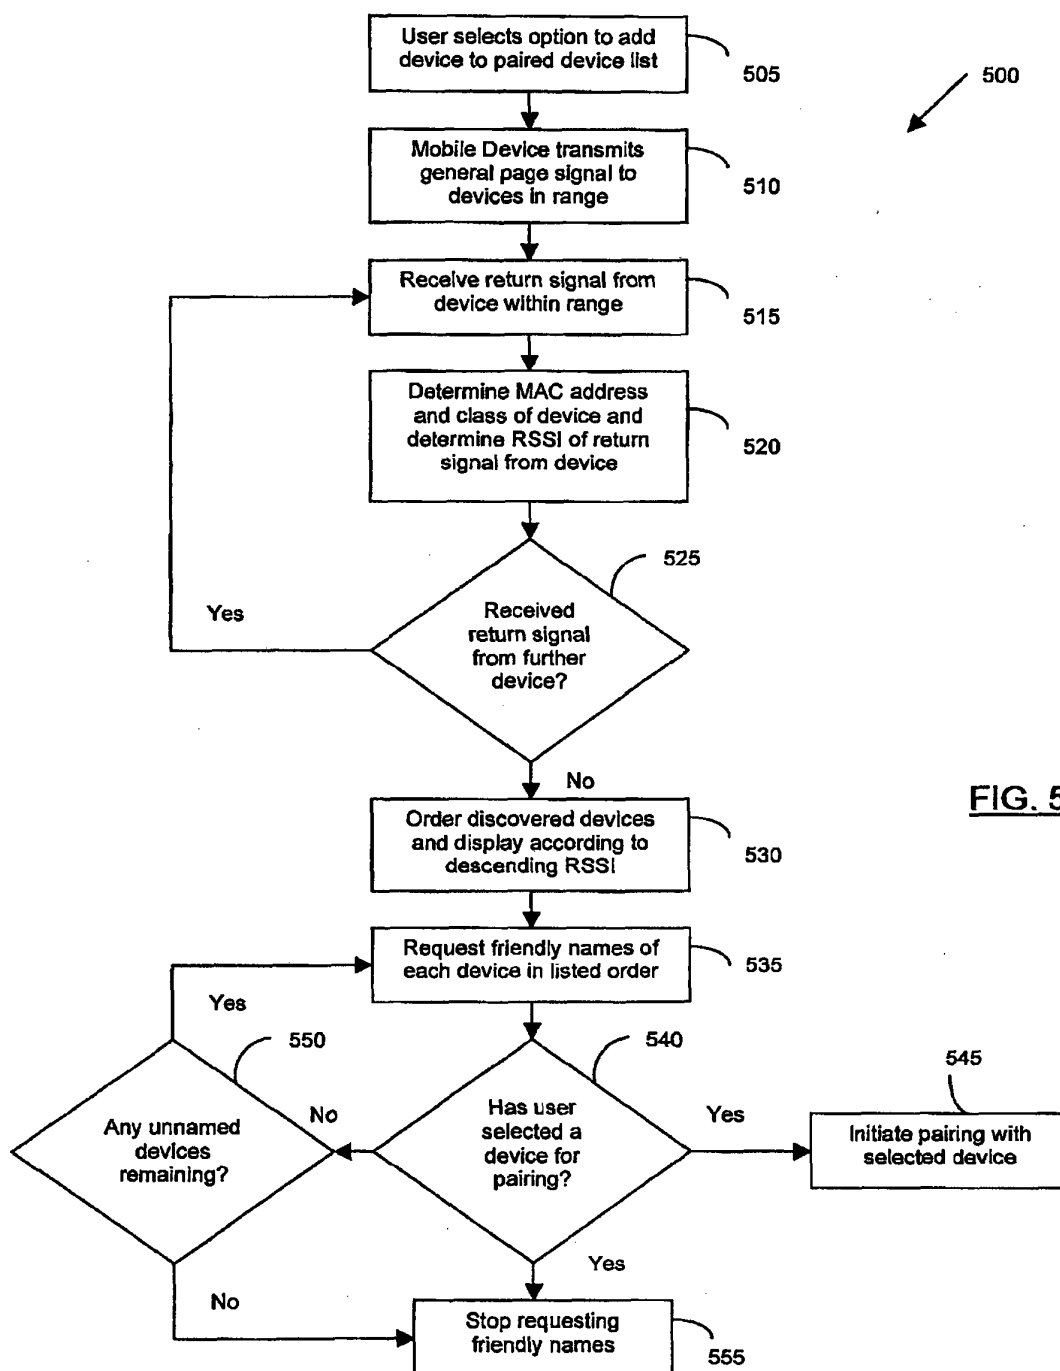 User selects option to add
device to paired device list
505
500
Mobile Device transmits
general page signal to
devices in range
510
Receive return signal from
device within range
515
Determine MAC address
and class of device and
determine RSSI of return
signal from device
520
525
Yes
Received
return signal
from further
device?
No
FIG. 5
Order discovered devices
and display according to
descending RSSI
530
Request friendly names of
each device in listed order
535
Yes
550
540
545
Any unnamed
devices
remaining?
No
Has user
selected a
device for
pairing?
Yes
Initiate pairing with
selected device
Yes
No
Stop requesting
friendly names
555